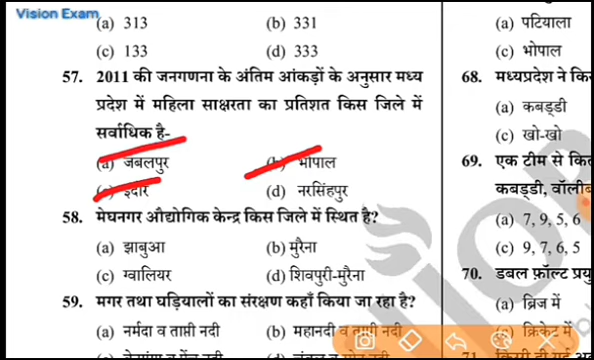 Vision Exam
(a) 313 (b) 331
(c) 133 (d) 333
57. 2011 की जनगणना के अंतिम आंकड़ों के अनुसार मध्य
प्रदेश में महिला साक्षरता का प्रतिशत किस जिले में
सर्वाधिक है-
(a) जबलपुर (b) भोपाल
(c) इंदौर (d) नरसिंहपुर
58. मेघनगर औद्योगिक केन्द्र किस जिले में स्थित है?
(a) झाबुआ (b) मुरैना
(c) ग्वालियर (d) शिवपुरी-मुरैना
59. मगर तथा घड़ियालों का संरक्षण कहाँ किया जा रहा है?
(a) नर्मदा व ताप्ती नदी (b) महानदी व ताप्ती नदी
(a) पटियाला
(c) भोपाल
68. मध्यप्रदेश ने
(a) कबड्डी
(c) खो-खो
69. एक टीम से
कबड्डी,
(a) 7, 9, 5, 6
(c) 9, 7, 6, 5
70. डबल फ़ॉल्ट
(a) ब्रिज में
(c) क्रिकेट में
71.